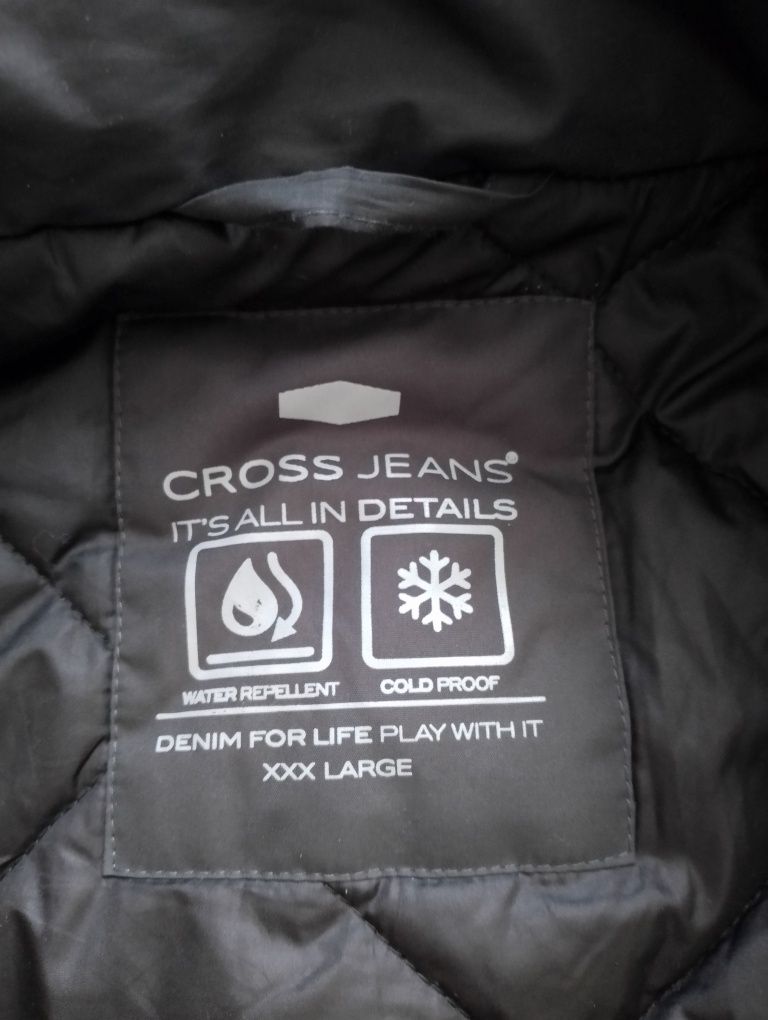 CROSS JEANS®
IT'S ALL IN DETAILS
WATER REPELLENT COLD PROOF
DENIM FOR LIFE PLAY WITH IT
XXX LARGE